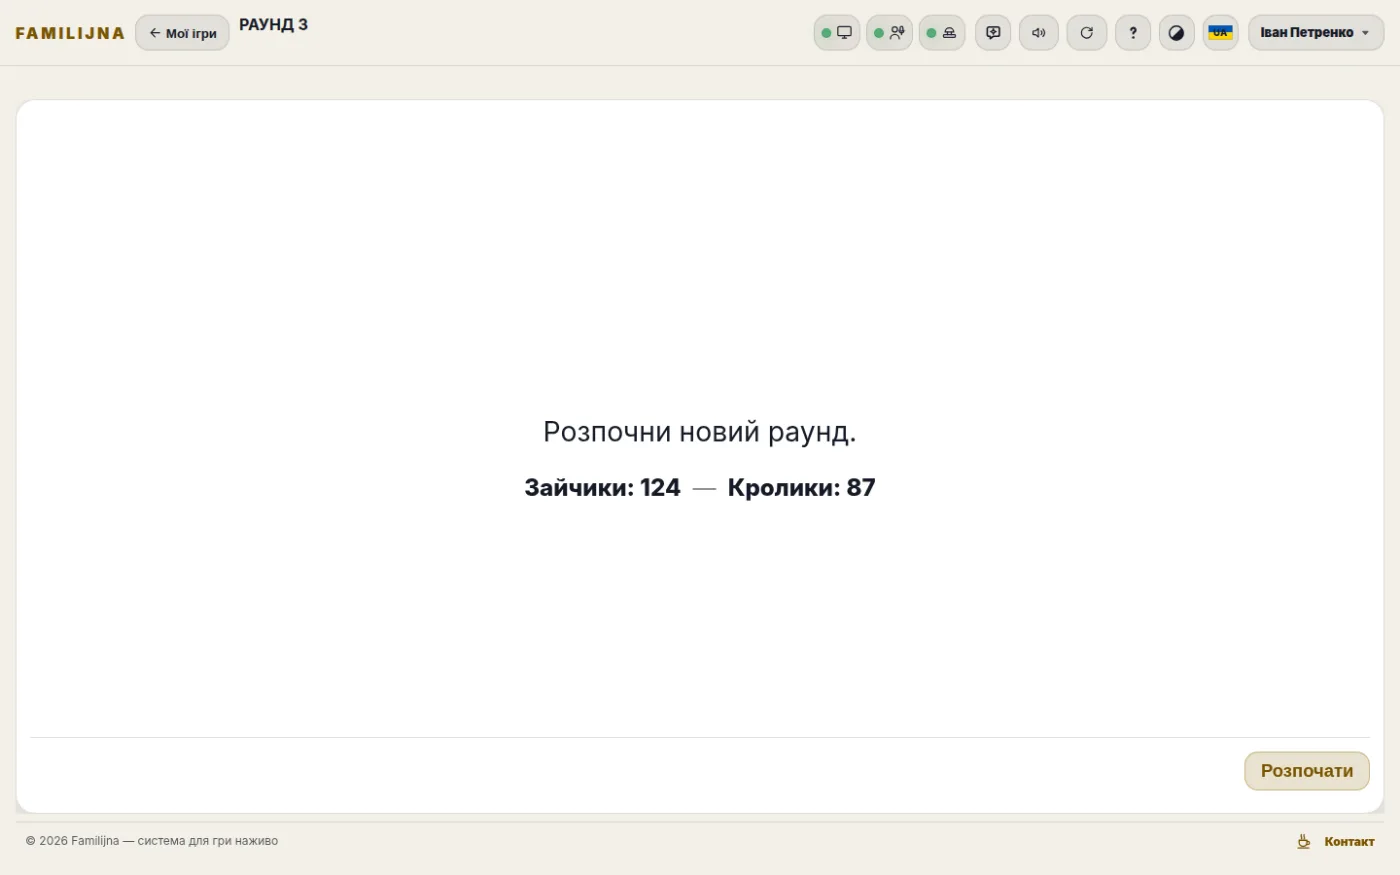 FAMILIJNA
← Мої ігри
РАУНД 3
?
UA
Іван Петренко
Розпочни новий раунд.
Зайчики: 124 — Кролики: 87
Розпочати
© 2026 Familijna — система для гри наживо
Контакт